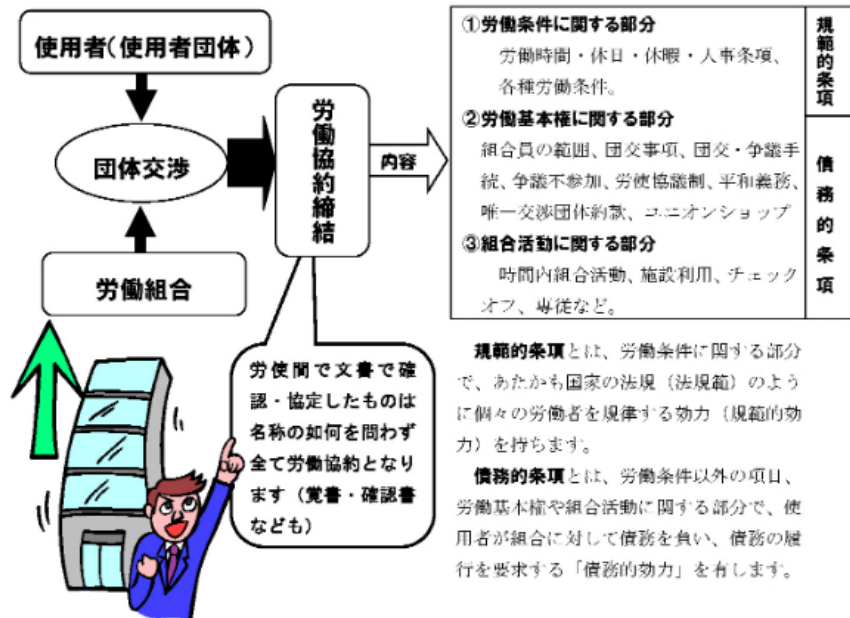 使用者（使用者団体）
団体交渉
労働組合
労働協約締結
内容
①労働条件に関する部分
労働時間・休日・休暇・人事条項、
各種労働条件。
②労働基本権に関する部分
組合員の範囲、団交事項、団交・争議手
続、争議不参加、労使協議制、平和義務、
唯一交渉団体約款、ユニオンショップ
③組合活動に関する部分
時間内組合活動、施設利用、チェック
オフ、専従など。
規範的条項
債務的条項
労使間で文書で確
認・協定したものは
名称の如何を問わず
全て労働協約となり
ます（覚書・確認書
なども）
規範的条項とは、労働条件に関する部分
で、あたかも国家の法規（法規範）のよう
に個々の労働者を規律する効力（規範的効
力）を持ちます。
債務的条項とは、労働条件以外の項目、
労働基本権や組合活動に関する部分で、使
用者が組合に対して債務を負い、債務の履
行を要求する「債務的効力」を有します。